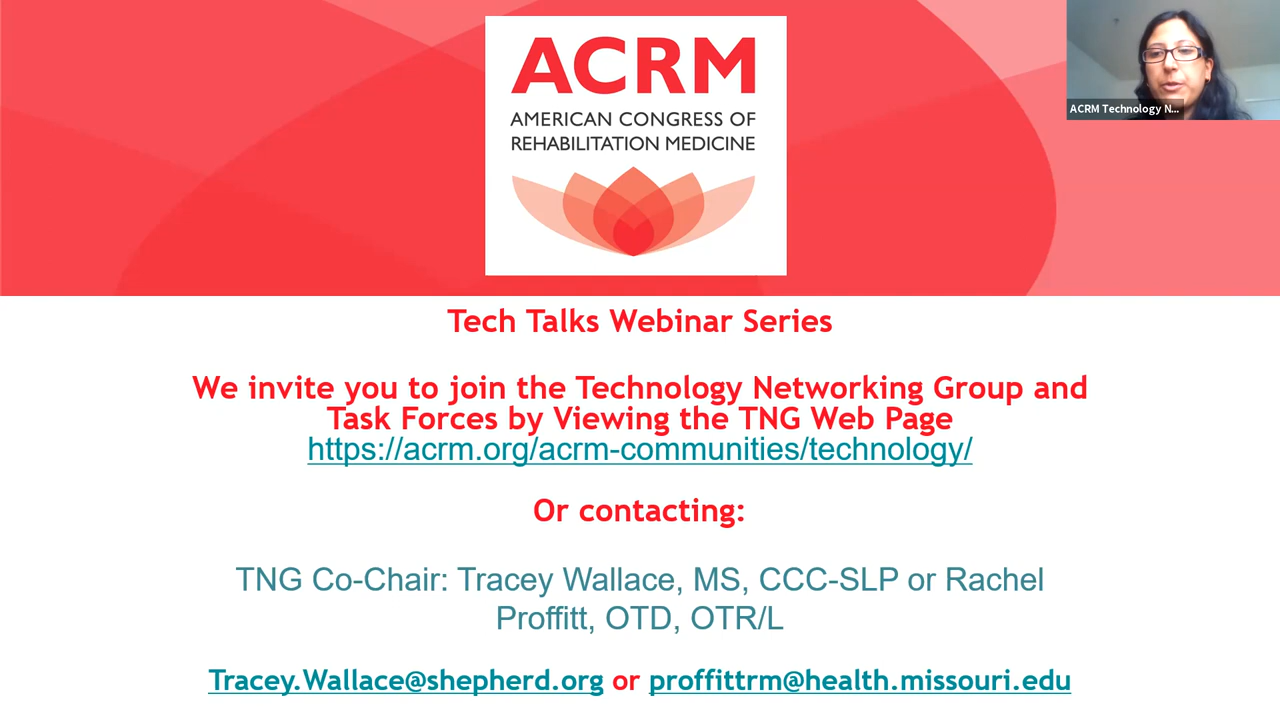 ACRM
AMERICAN CONGRESS OF
REHABILITATION MEDICINE
ACRM Technology N...
Tech Talks Webinar Series
We invite you to join the Technology Networking Group and
Task Forces by Viewing the TNG Web Page
https://acrm.org/acrm-communities/technology/
Or contacting:
TNG Co-Chair: Tracey Wallace, MS, CCC-SLP or Rachel
Proffitt, OTD, OTR/L
Tracey.Wallace@shepherd.org or proffittrm@health.missouri.edu